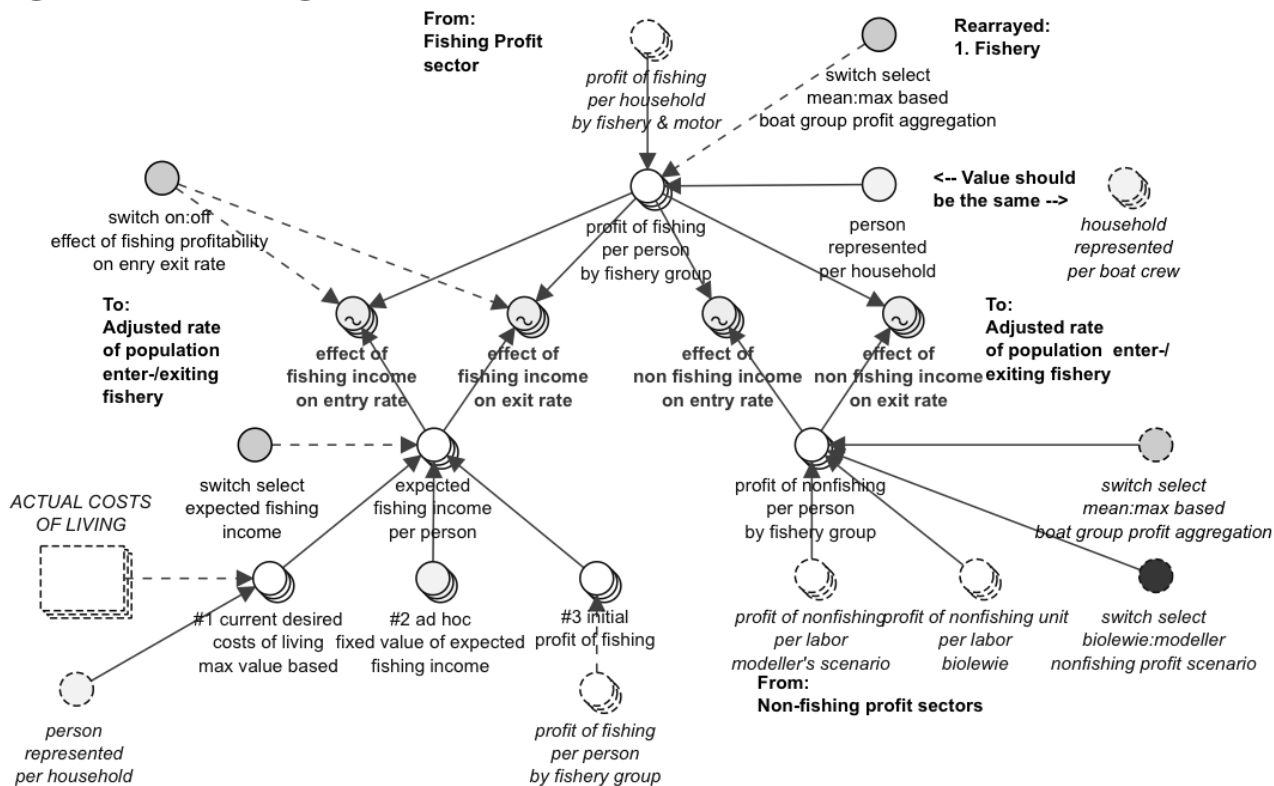 From:
Fishing Profit
sector
profit of fishing
per household
by fishery & motor
switch select
mean:max based
boat group profit aggregation
Rearrayed:
1. Fishery
switch on:off
effect of fishing profitability
on enry exit rate
profit of fishing
per person
by fishery group
person
represented
per household
<-- Value should
be the same -->
household
represented
per boat crew
To:
Adjusted rate
of population
enter-/exiting
fishery
effect of
fishing income
on entry rate
effect of
fishing income
on exit rate
effect of
non fishing income
on entry rate
effect of
non fishing income
on exit rate
To:
Adjusted rate
of population enter-/
exiting fishery
switch select
expected fishing
income
expected
fishing income
per person
profit of nonfishing
per person
by fishery group
switch select
mean:max based
boat group profit aggregation
ACTUAL COSTS
OF LIVING
#1 current desired
costs of living
max value based
#2 ad hoc
fixed value of expected
fishing income
#3 initial
profit of fishing
profit of nonfishing
per labor
modeller's scenario
profit of nonfishing unit
per labor
biolewie
switch select
biolewie:modeller
nonfishing profit scenario
From:
Non-fishing profit sectors
person
represented
per household
profit of fishing
per person
by fishery group